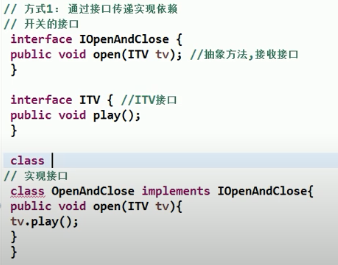 // 方式1: 通过接口传递实现依赖
// 开关的接口
interface IOpenAndClose {
public void open(ITV tv); //抽象方法,接收接口
}
interface ITV { //ITV接口
public void play();
}
class
// 实现接口
class OpenAndClose implements IOpenAndClose{
public void open(ITV tv){
tv.play();
}
}